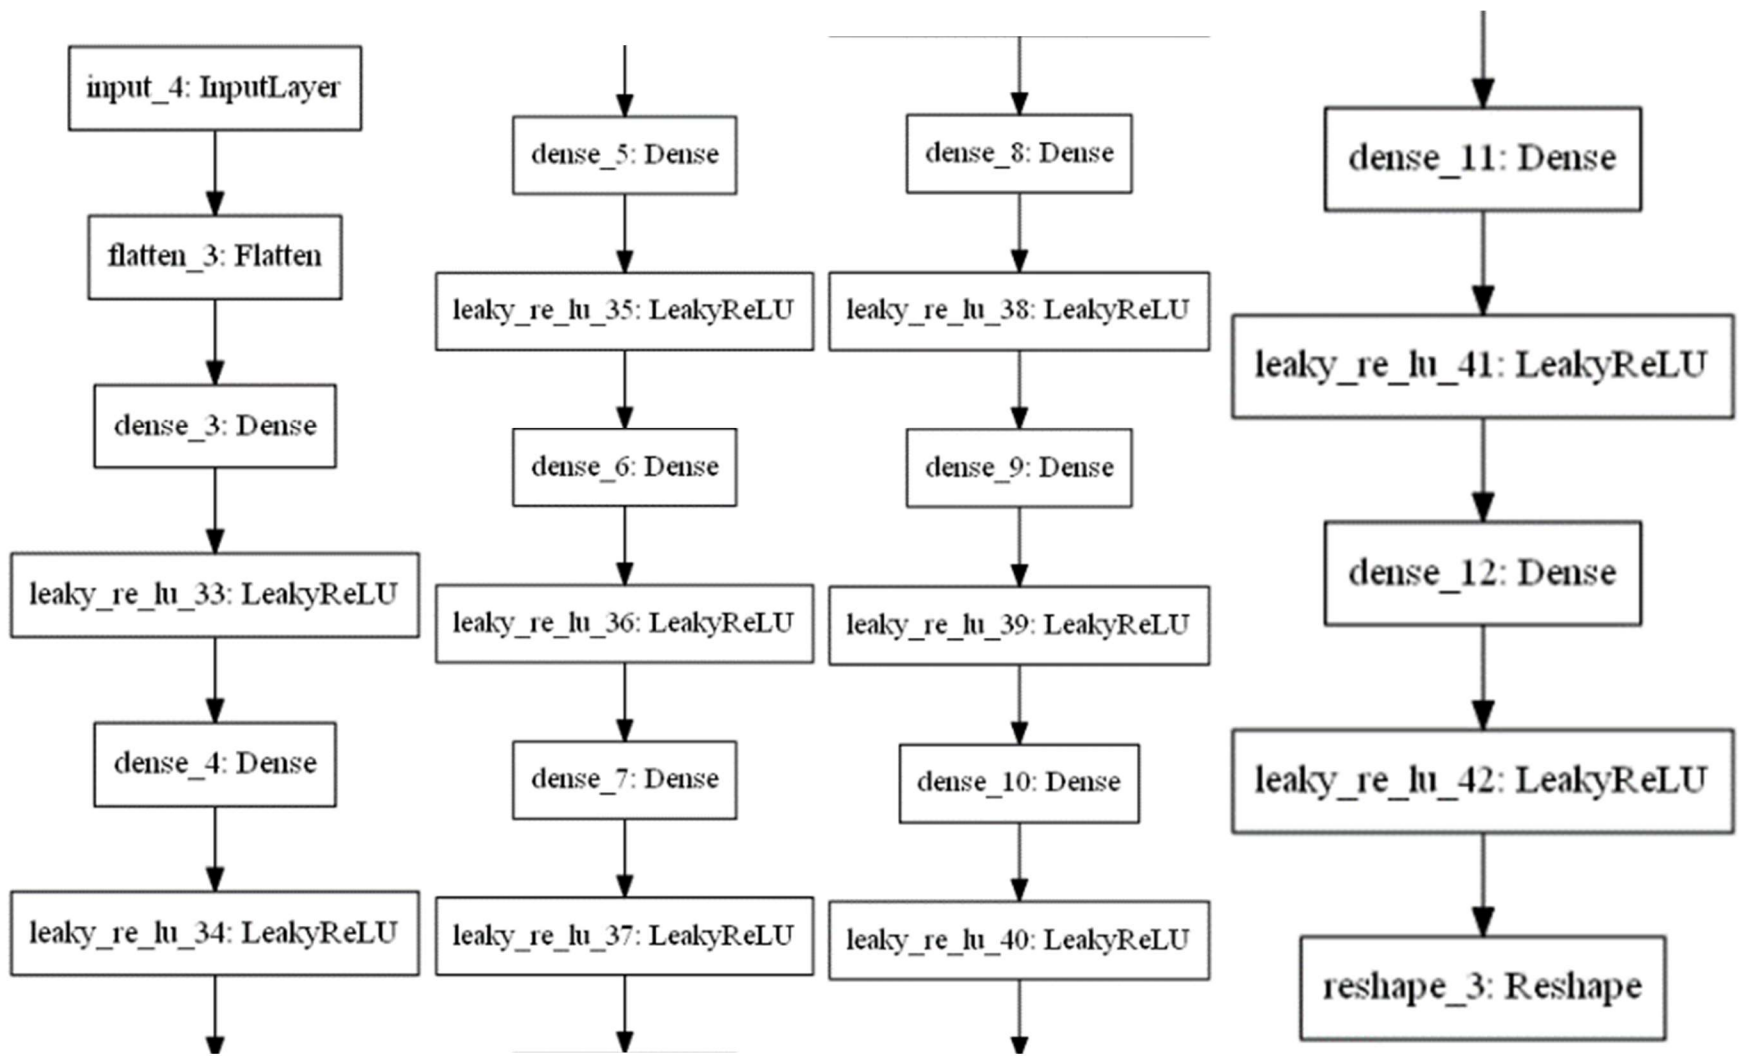 input_4: InputLayer
flatten_3: Flatten
dense_3: Dense
leaky_re_lu_33: LeakyReLU
dense_4: Dense
leaky_re_lu_34: LeakyReLU
dense_5: Dense
leaky_re_lu_35: LeakyReLU
dense_6: Dense
leaky_re_lu_36: LeakyReLU
dense_7: Dense
leaky_re_lu_37: LeakyReLU
dense_8: Dense
leaky_re_lu_38: LeakyReLU
dense_9: Dense
leaky_re_lu_39: LeakyReLU
dense_10: Dense
leaky_re_lu_40: LeakyReLU
dense_11: Dense
leaky_re_lu_41: LeakyReLU
dense_12: Dense
leaky_re_lu_42: LeakyReLU
reshape_3: Reshape